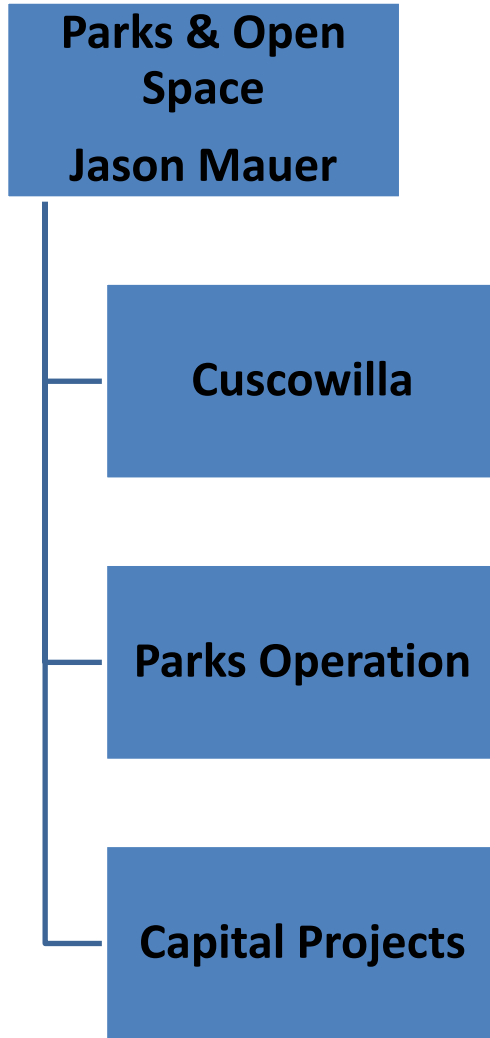 Parks & Open
Space
Jason Mauer
Cuscowilla
Parks Operation
Capital Projects